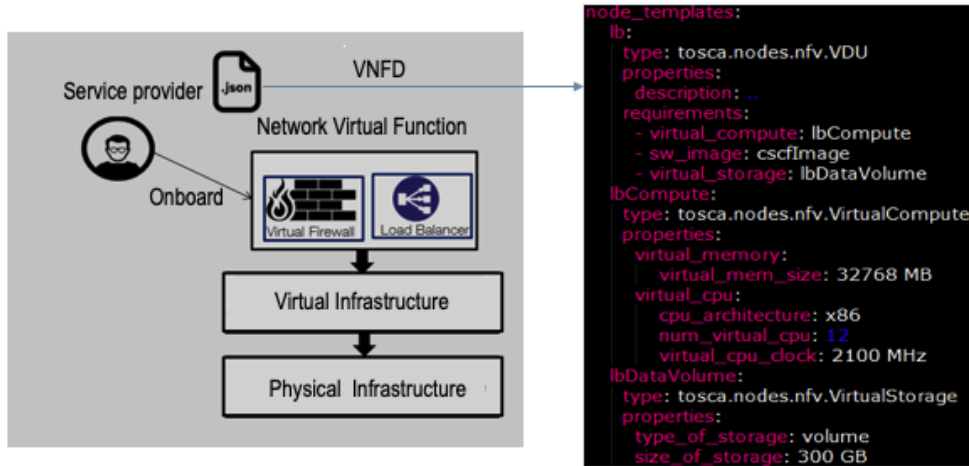 VNFD
.json
Service provider
Network Virtual Function
Onboard
Virtual Firewall
Load Balancer
Virtual Infrastructure
Physical Infrastructure
node_templates:
lb:
type: tosca.nodes.nfv.VDU
properties:
description: ..
requirements:
- virtual_compute: lbCompute
- sw_image: cscfImage
- virtual_storage: lbDataVolume
lbCompute:
type: tosca.nodes.nfv.VirtualCompute
properties:
virtual_memory:
virtual_mem_size: 32768 MB
virtual_cpu:
cpu_architecture: x86
num_virtual_cpu: 12
virtual_cpu_clock: 2100 MHz
lbDataVolume:
type: tosca.nodes.nfv.VirtualStorage
properties:
type_of_storage: volume
size_of_storage: 300 GB